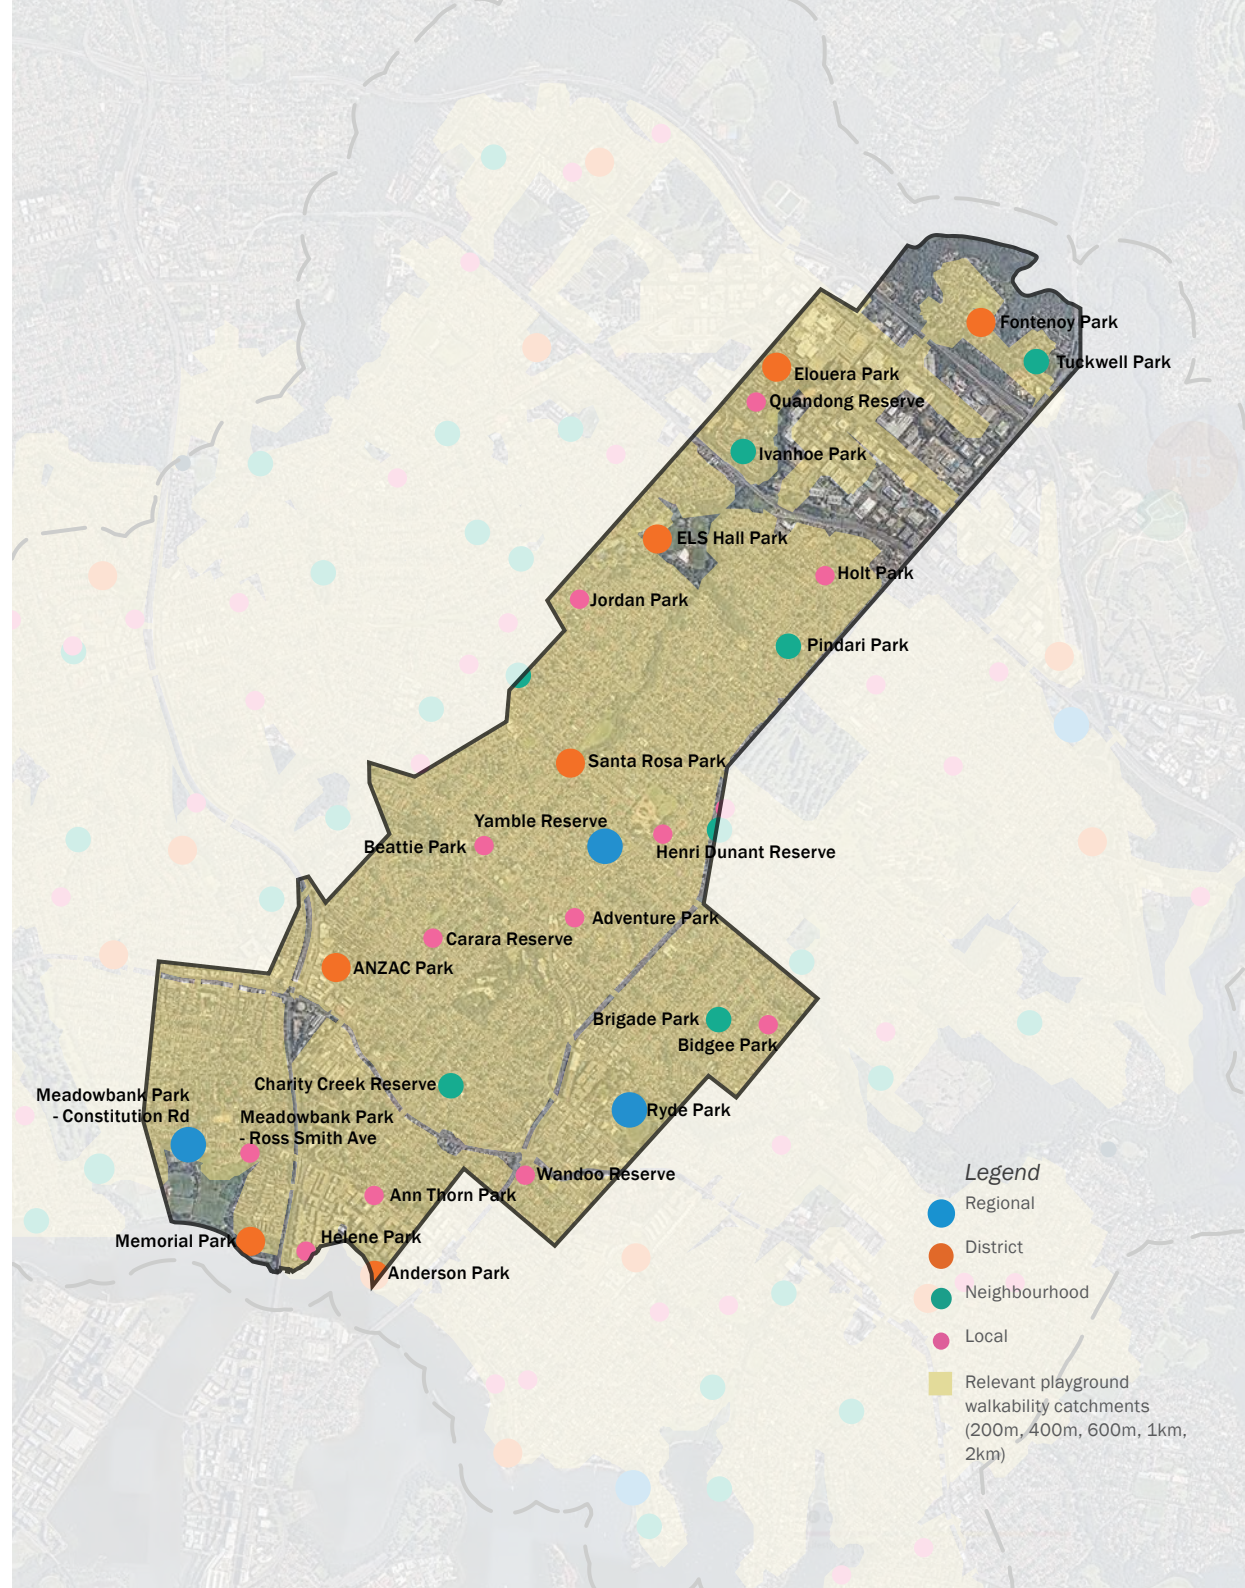 Fontenoy Park
Tuckwell Park
Elouera Park
Quandong Reserve
Ivanhoe Park
ELS Hall Park
Holt Park
Jordan Park
Pindari Park
Santa Rosa Park
Yamble Reserve
Beattie Park
Henri Dunant Reserve
Adventure Park
Carara Reserve
ANZAC Park
Brigade Park
Bidgee Park
Charity Creek Reserve
Meadowbank Park
- Constitution Rd
Meadowbank Park
- Ross Smith Ave
Ryde Park
Wandoo Reserve
Ann Thorn Park
Memorial Park
Helene Park
Anderson Park
Legend
Regional
District
Neighbourhood
Local
Relevant playground
walkability catchments
(200m, 400m, 600m, 1km,
2km)